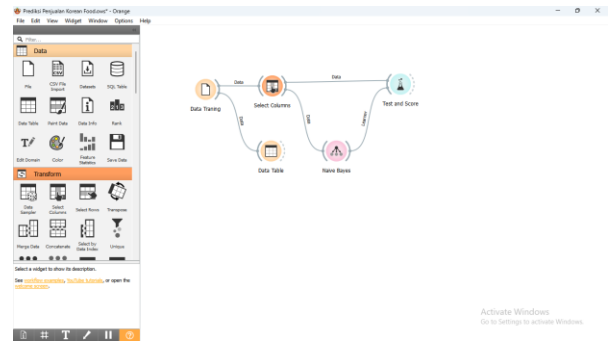 Prediksi Penjualan Korean Food.ows* - Orange
File Edit View Widget Window Options Help
Filter...
Data
File
CSV File Import
Datasets
SQL Table
Data Table
Paint Data
Data Info
Rank
Edit Domain
Color
Feature Statistics
Save Data
Transform
Data Sampler
Select Columns
Select Rows
Transpose
Merge Data
Concatenate
Select by Data Index
Unique
Select a widget to show its description.
See workflow examples, YouTube tutorials, or open the
welcome screen.
Data Traning
Data
Select Columns
Data
Test and Score
Data
Data Table
Data
Naive Bayes
Learner
Activate Windows
Go to Settings to activate Windows.